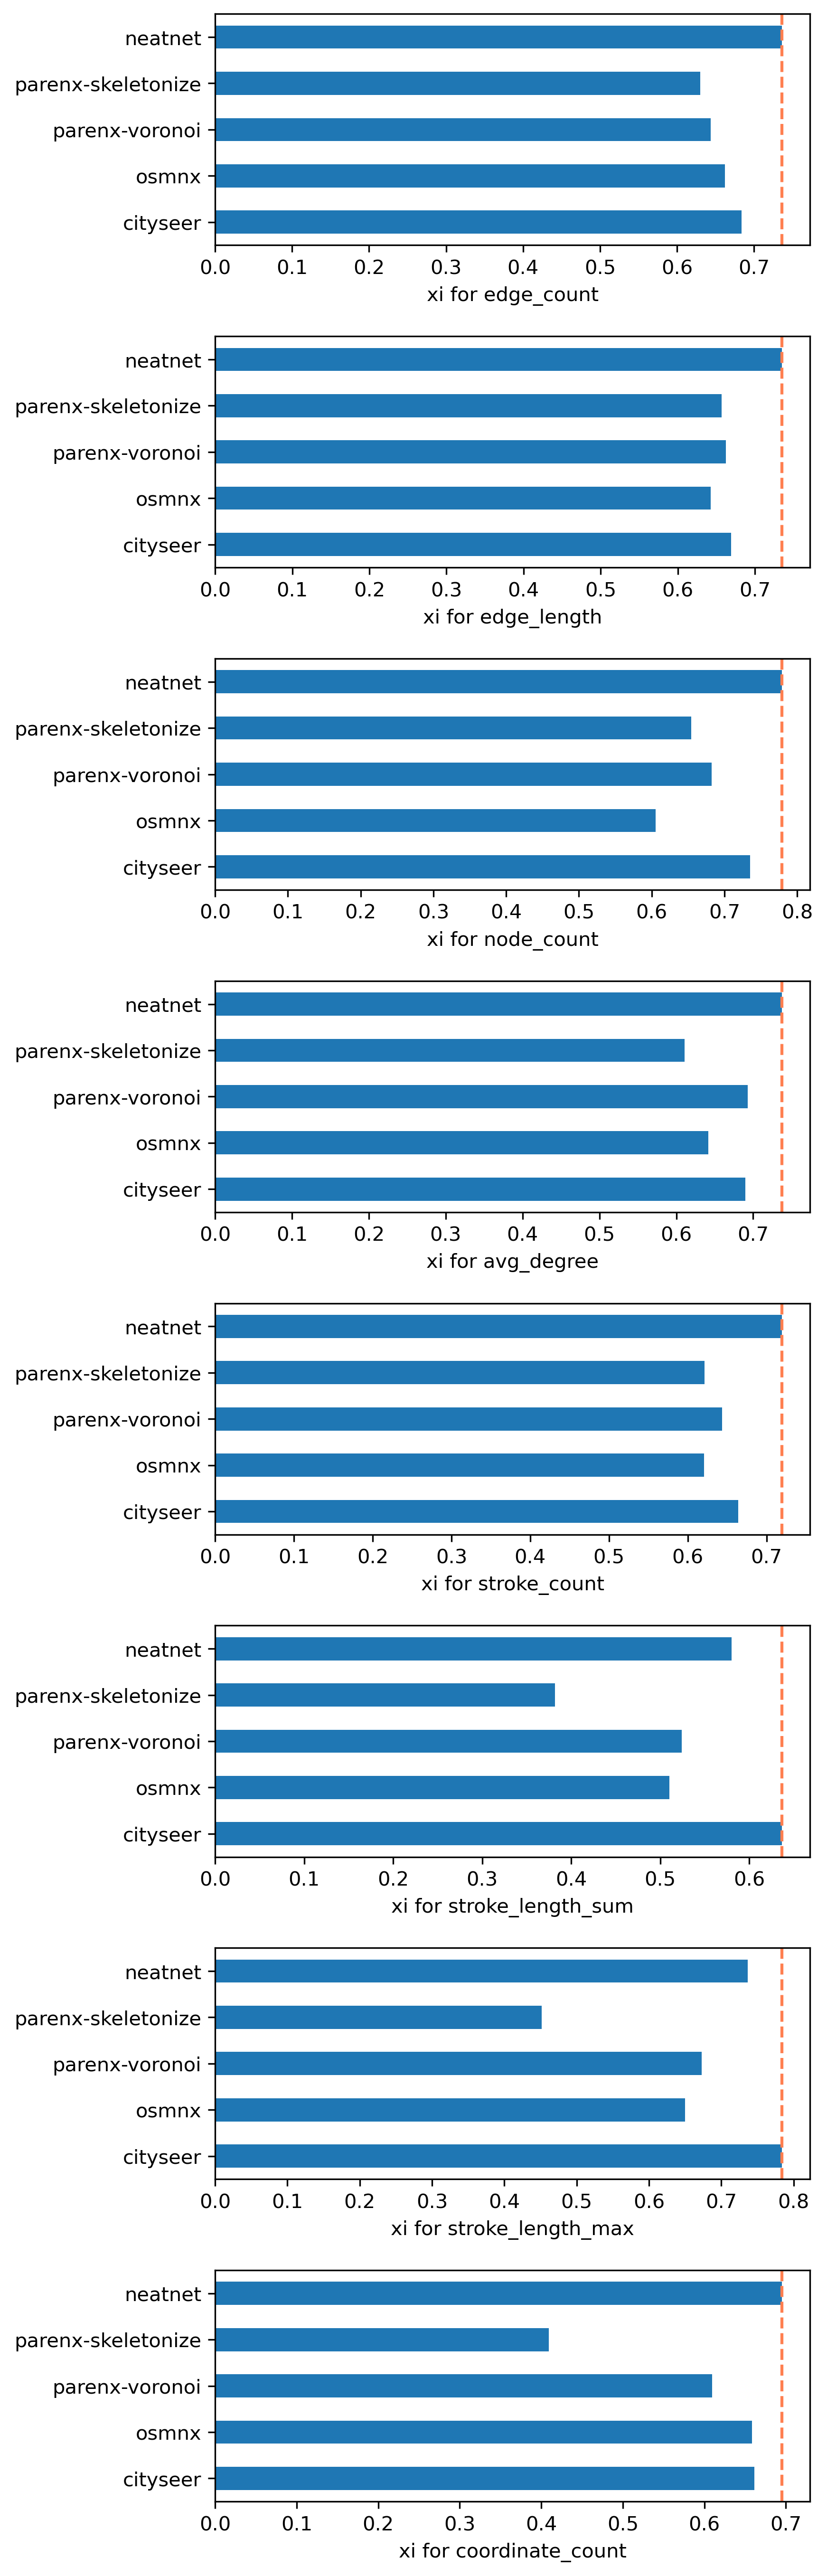 neatnet
parenx-skeletonize
parenx-voronoi
osmnx
cityseer
0.0 0.1 0.2 0.3 0.4 0.5 0.6 0.7
xi for edge_count
neatnet
parenx-skeletonize
parenx-voronoi
osmnx
cityseer
0.0 0.1 0.2 0.3 0.4 0.5 0.6 0.7
xi for edge_length
neatnet
parenx-skeletonize
parenx-voronoi
osmnx
cityseer
0.0 0.1 0.2 0.3 0.4 0.5 0.6 0.7 0.8
xi for node_count
neatnet
parenx-skeletonize
parenx-voronoi
osmnx
cityseer
0.0 0.1 0.2 0.3 0.4 0.5 0.6 0.7
xi for avg_degree
neatnet
parenx-skeletonize
parenx-voronoi
osmnx
cityseer
0.0 0.1 0.2 0.3 0.4 0.5 0.6 0.7
xi for stroke_count
neatnet
parenx-skeletonize
parenx-voronoi
osmnx
cityseer
0.0 0.1 0.2 0.3 0.4 0.5 0.6
xi for stroke_length_sum
neatnet
parenx-skeletonize
parenx-voronoi
osmnx
cityseer
0.0 0.1 0.2 0.3 0.4 0.5 0.6 0.7 0.8
xi for stroke_length_max
neatnet
parenx-skeletonize
parenx-voronoi
osmnx
cityseer
0.0 0.1 0.2 0.3 0.4 0.5 0.6 0.7
xi for coordinate_count